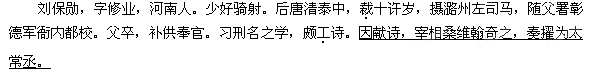 刘保勋，字修业，河南人。少好骑射。后唐清泰中，裁十许岁，摄潞州左司马，随父署彰
德军衙内都校。父卒，补供奉官。习刑名之学，颇工诗。因献诗，宰相桑维翰奇之，奏擢为太
常丞。